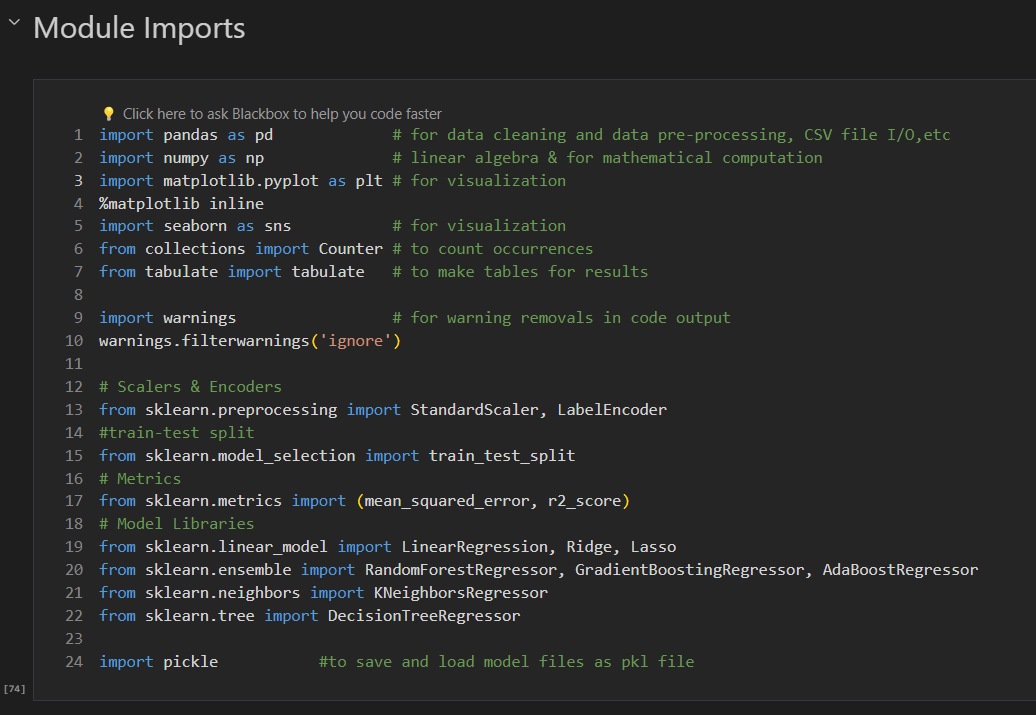 Module Imports
Click here to ask Blackbox to help you code faster
1 import pandas as pd # for data cleaning and data pre-processing, CSV file I/O,etc
2 import numpy as np # linear algebra & for mathematical computation
3 import matplotlib.pyplot as plt # for visualization
4 %matplotlib inline
5 import seaborn as sns # for visualization
6 from collections import Counter # to count occurrences
7 from tabulate import tabulate # to make tables for results
8
9 import warnings # for warning removals in code output
10 warnings.filterwarnings('ignore')
11
12 # Scalers & Encoders
13 from sklearn.preprocessing import StandardScaler, LabelEncoder
14 #train-test split
15 from sklearn.model_selection import train_test_split
16 # Metrics
17 from sklearn.metrics import (mean_squared_error, r2_score)
18 # Model Libraries
19 from sklearn.linear_model import LinearRegression, Ridge, Lasso
20 from sklearn.ensemble import RandomForestRegressor, GradientBoostingRegressor, AdaBoostRegressor
21 from sklearn.neighbors import KNeighborsRegressor
22 from sklearn.tree import DecisionTreeRegressor
23
24 import pickle #to save and load model files as pkl file
[74]